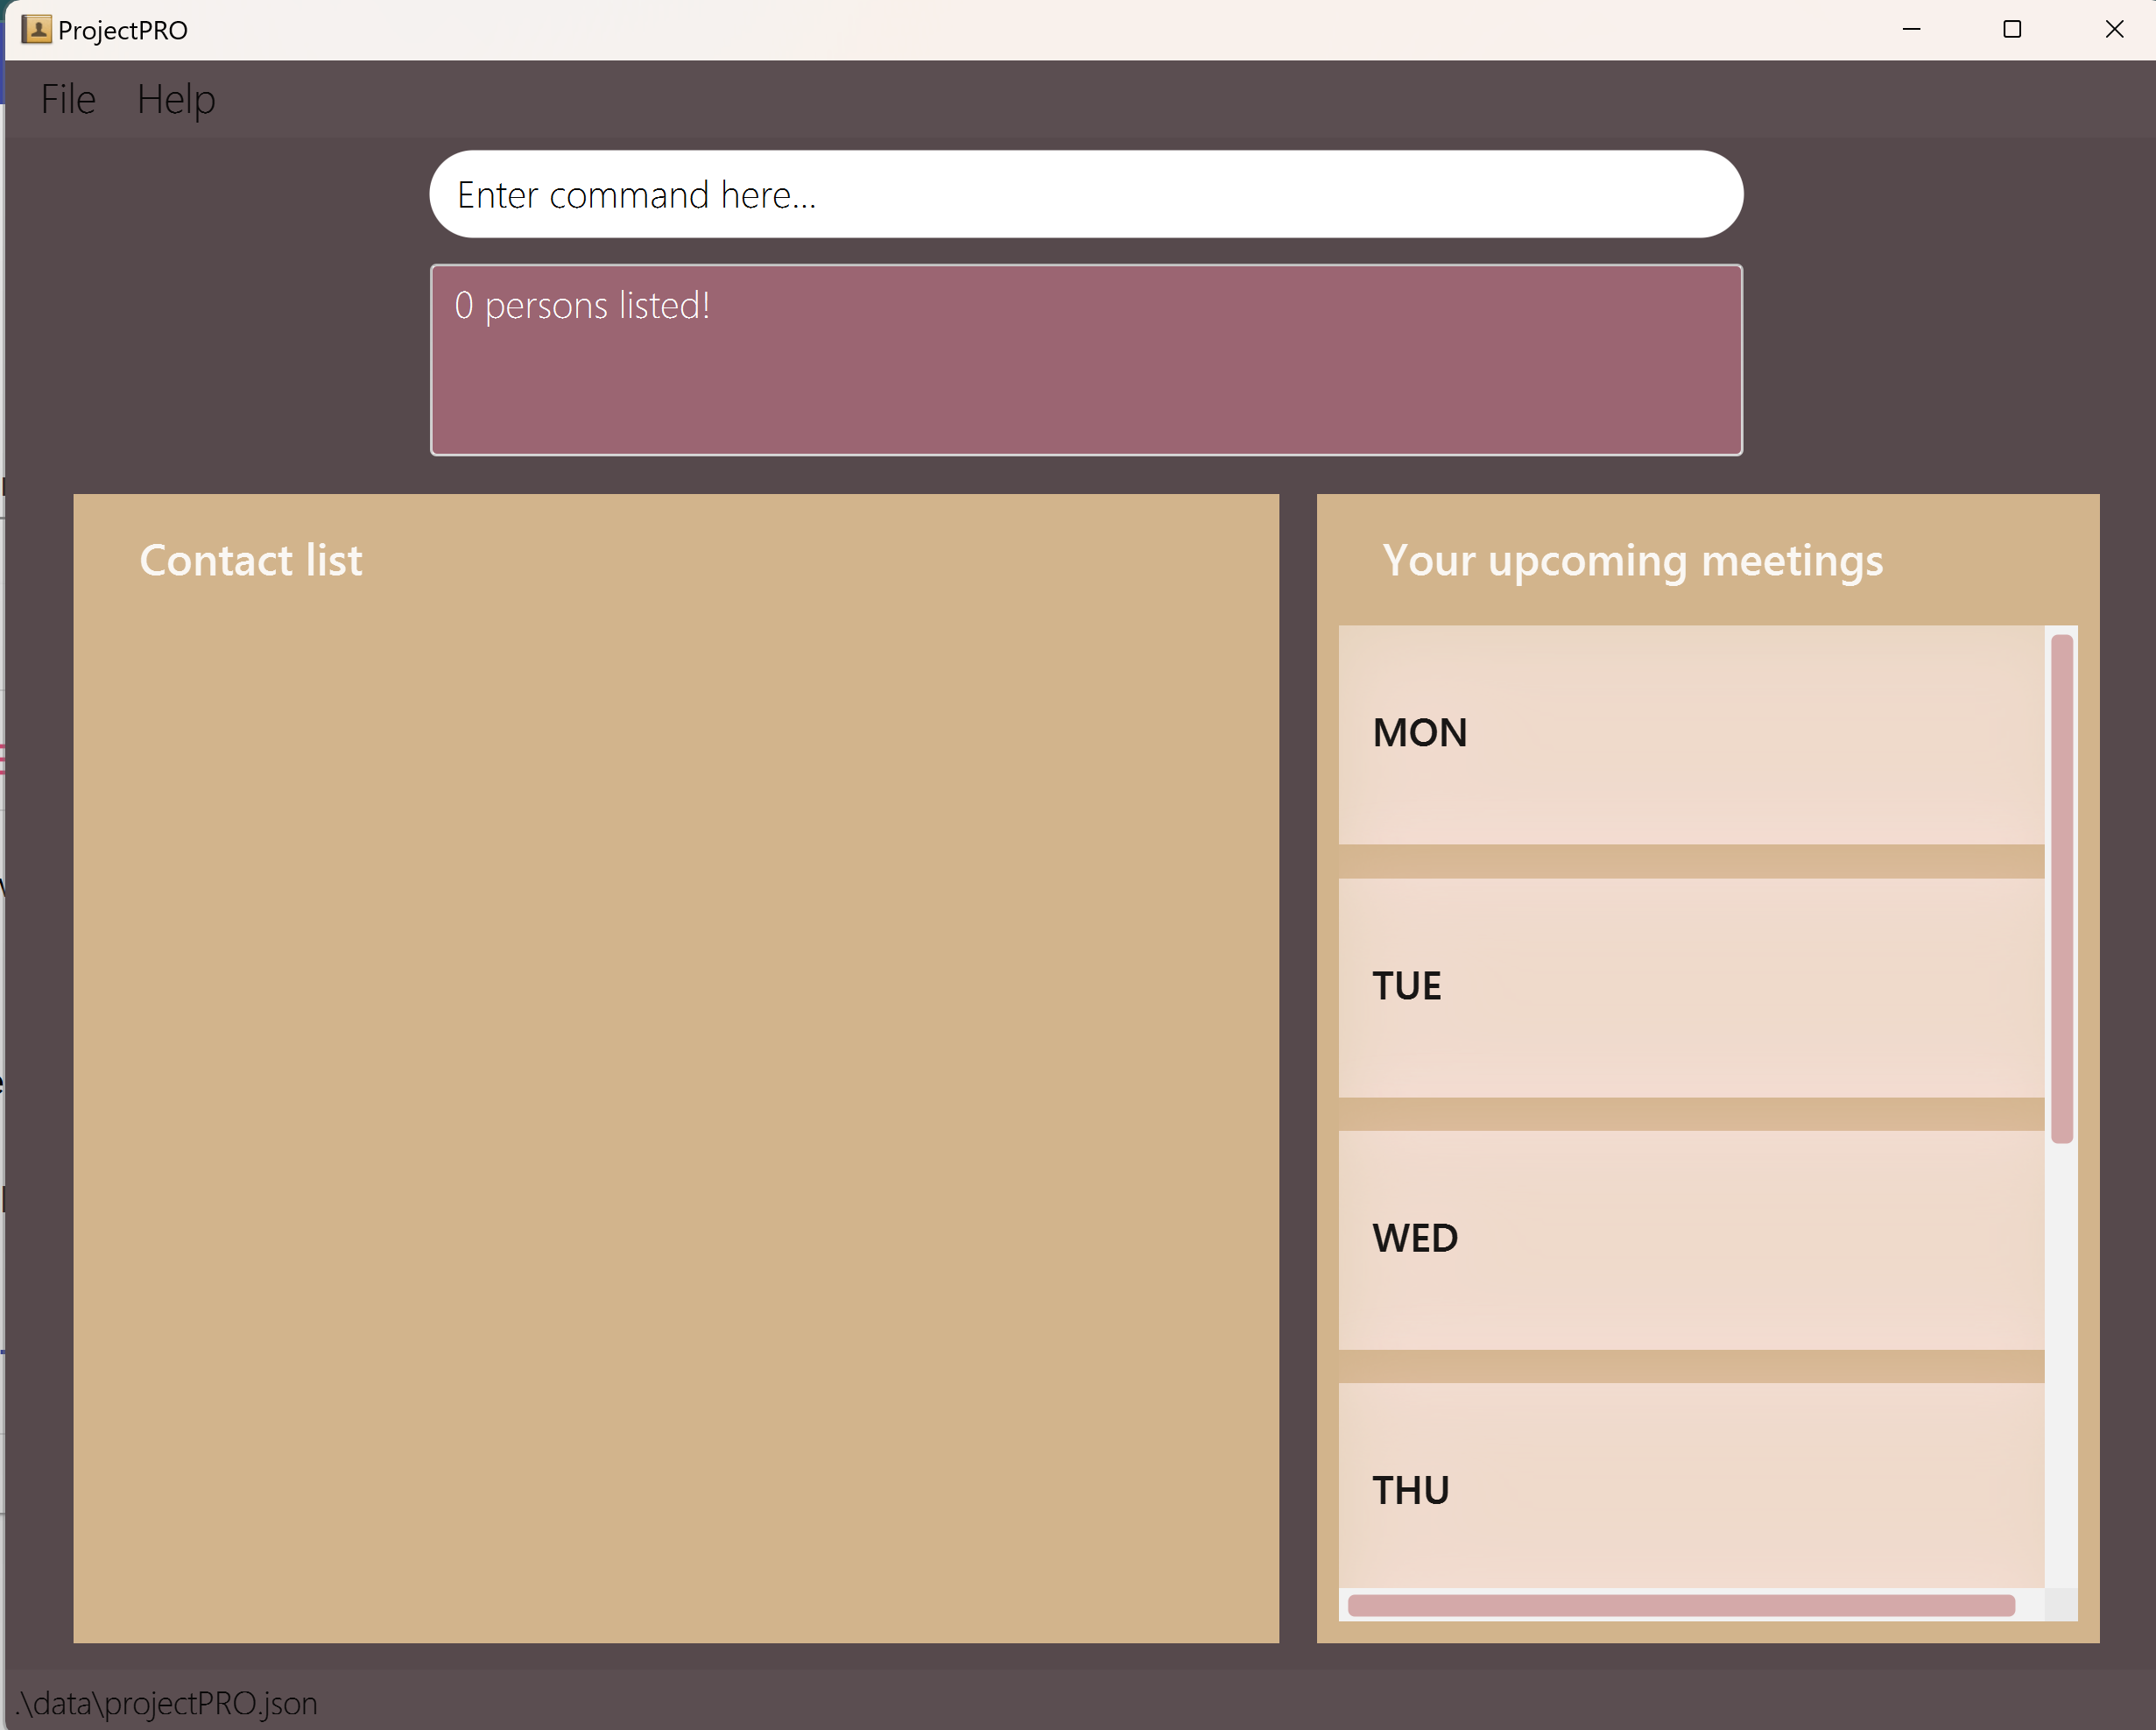 ProjectPRO
File Help
Enter command here...
0 persons listed!
Contact list
Your upcoming meetings
MON
TUE
WED
THU
.\data\projectPRO.json